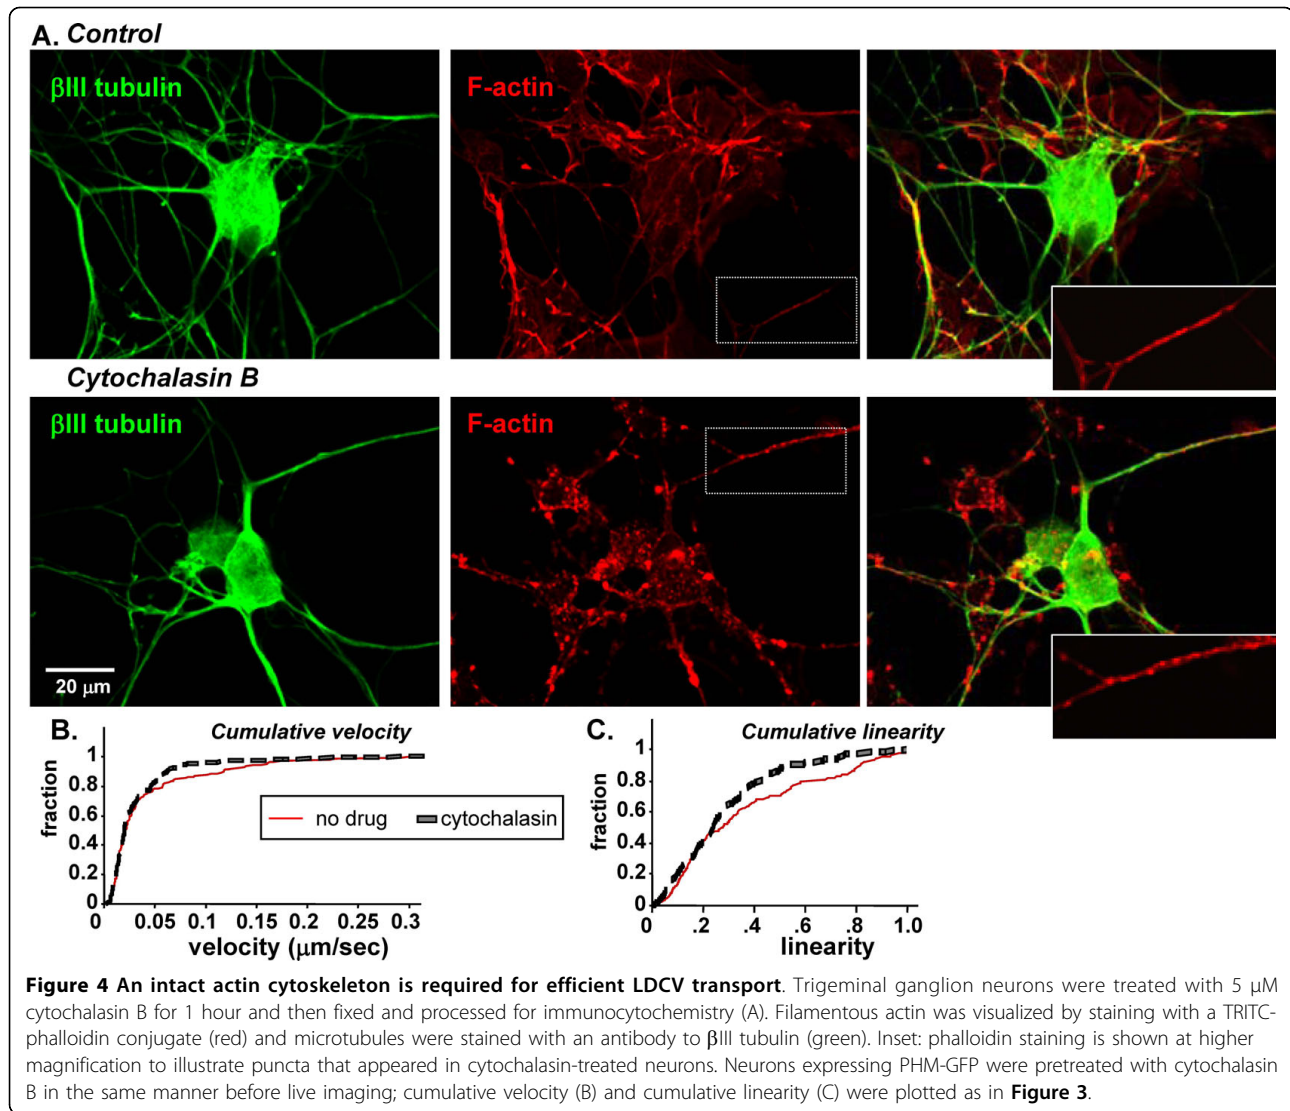 A. Control
βIII tubulin
F-actin
Cytochalasin B
βIII tubulin
F-actin
20 μm
B.
Cumulative velocity
1
0.8
0.6
0.4
0.2
0
fraction
no drug
cytochalasin
0
0.05
0.1
0.15
0.2
0.25
0.3
velocity (μm/sec)
C.
Cumulative linearity
1
0.8
0.6
0.4
0.2
0
fraction
0
.2
.4
.6
.8
1.0
linearity
Figure 4 An intact actin cytoskeleton is required for efficient LDCV transport. Trigeminal ganglion neurons were treated with 5 μM
cytochalasin B for 1 hour and then fixed and processed for immunocytochemistry (A). Filamentous actin was visualized by staining with a TRITC-
phalloidin conjugate (red) and microtubules were stained with an antibody to βIII tubulin (green). Inset: phalloidin staining is shown at higher
magnification to illustrate puncta that appeared in cytochalasin-treated neurons. Neurons expressing PHM-GFP were pretreated with cytochalasin
B in the same manner before live imaging; cumulative velocity (B) and cumulative linearity (C) were plotted as in Figure 3.